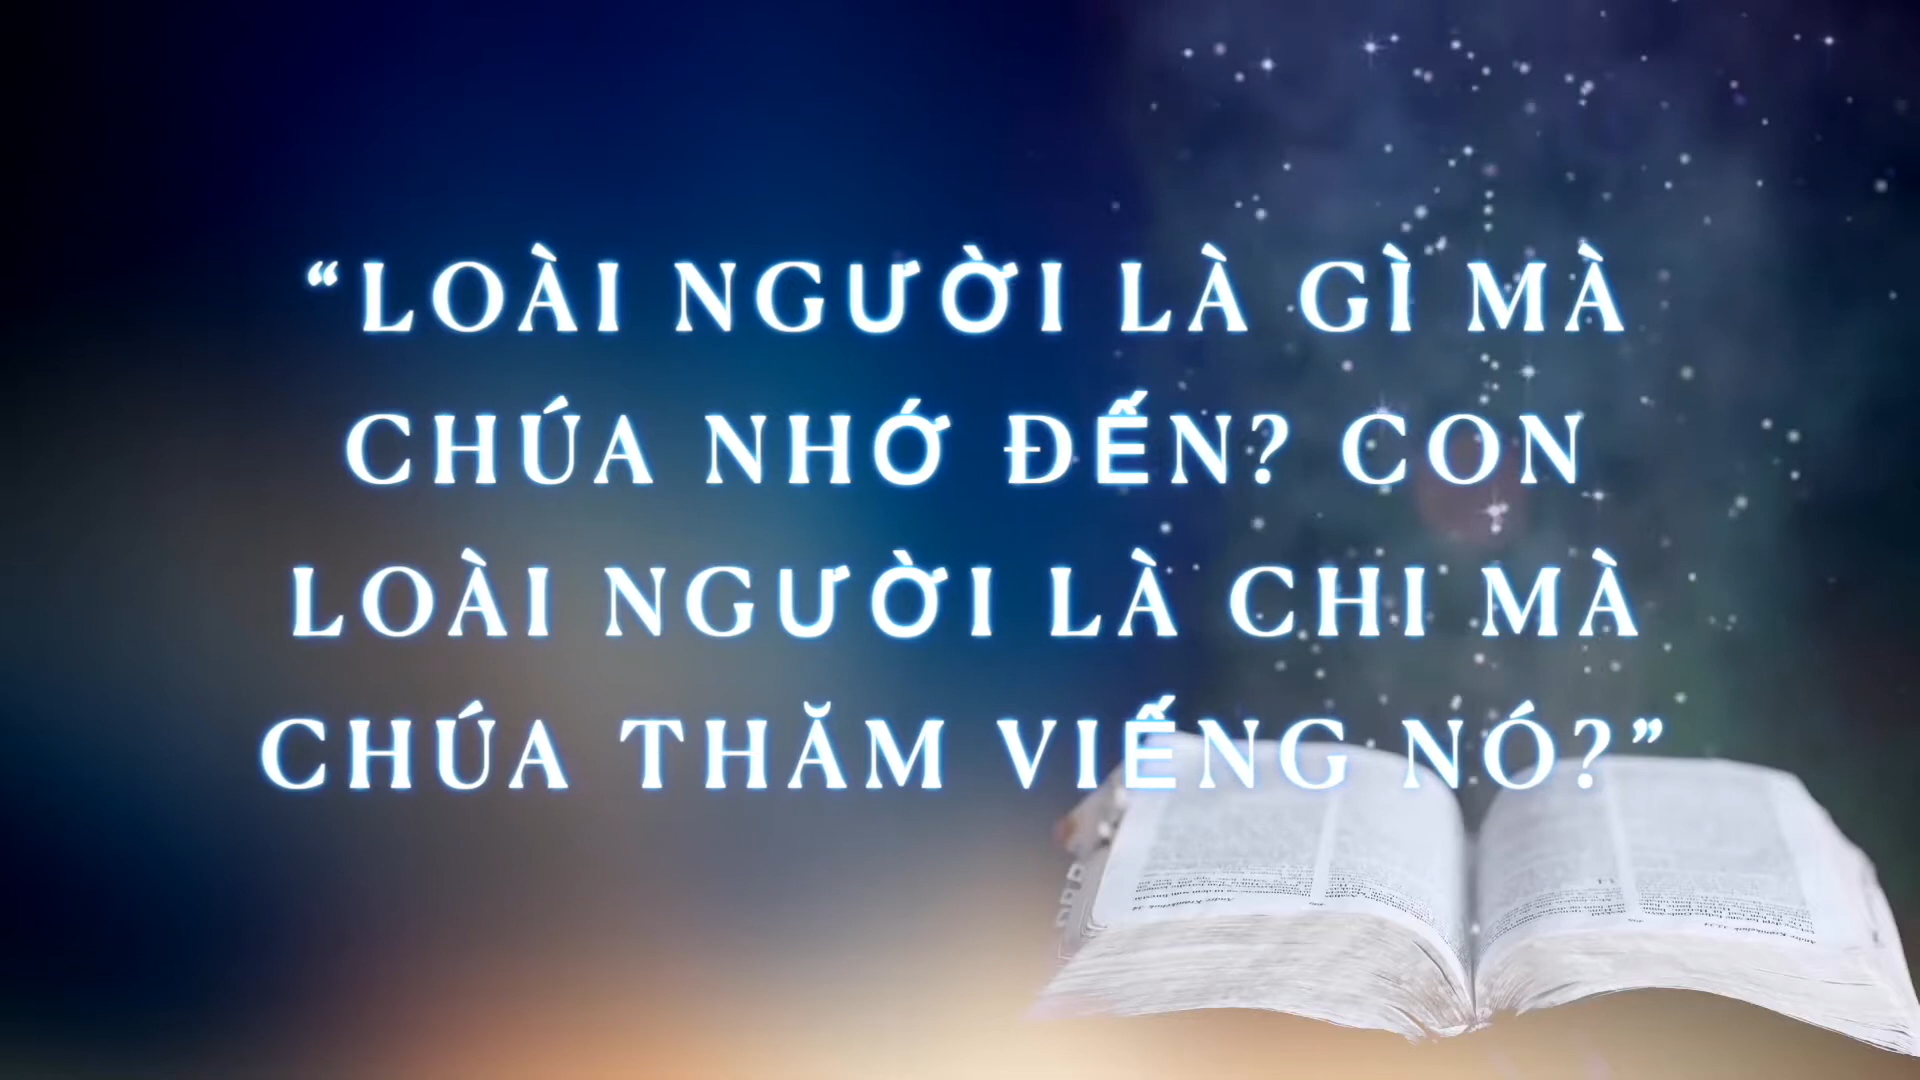 “LOÀI NGƯỜI LÀ GÌ MÀ
CHÚA NHỚ ĐẾN? CON
LOÀI NGƯỜI LÀ CHI MÀ
CHÚA THĂM VIẾNG NÓ?”